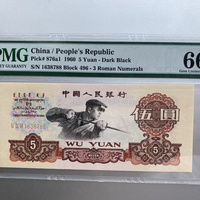 PMG
China / People's Republic
Pick# 876a1 1960 5 Yuan - Dark Black
S/N 1638788 Block 496 - 3 Roman Numerals
66
中国人民银行
伍圆
5
WU YUAN
5